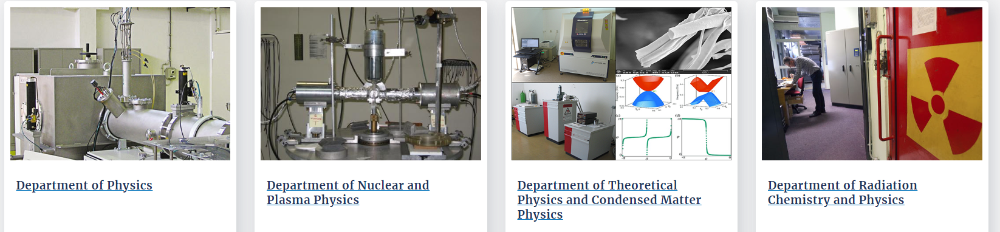 Department of Physics
Department of Nuclear and
Plasma Physics
Department of Theoretical
Physics and Condensed Matter
Physics
Department of Radiation
Chemistry and Physics
(a)
(b)
(c)
(d)